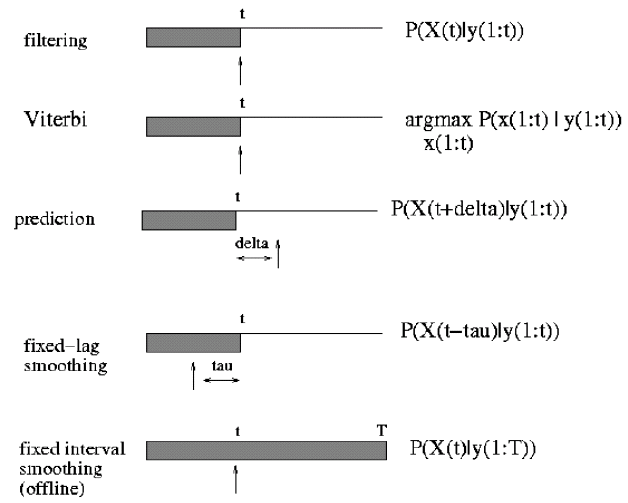 t
filtering
P(X(t)|y(1:t))
t
Viterbi
argmax P(x(1:t) | y(1:t))
x(1:t)
t
prediction
P(X(t+delta)|y(1:t))
delta
t
fixed-lag
smoothing
P(X(t-tau)|y(1:t))
tau
t
T
fixed interval
smoothing
(offline)
P(X(t)|y(1:T))